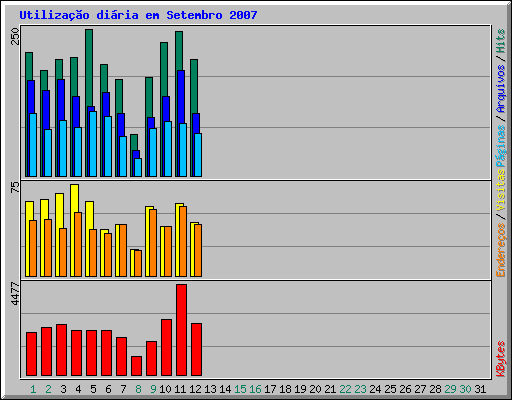 Utilização diária em Setembro 2007
250
75
4477
Endereços / Visitas Páginas / Arquivos / Hits
KBytes
1 2 3 4 5 6 7 8 9 10 11 12 13 14 15 16 17 18 19 20 21 22 23 24 25 26 27 28 29 30 31